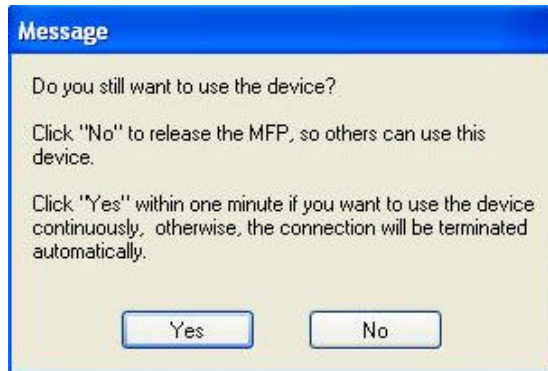 Message
Do you still want to use the device?
Click "No" to release the MFP, so others can use this
device.
Click "Yes" within one minute if you want to use the device
continuously,  otherwise, the connection will be terminated
automatically.
Yes
No